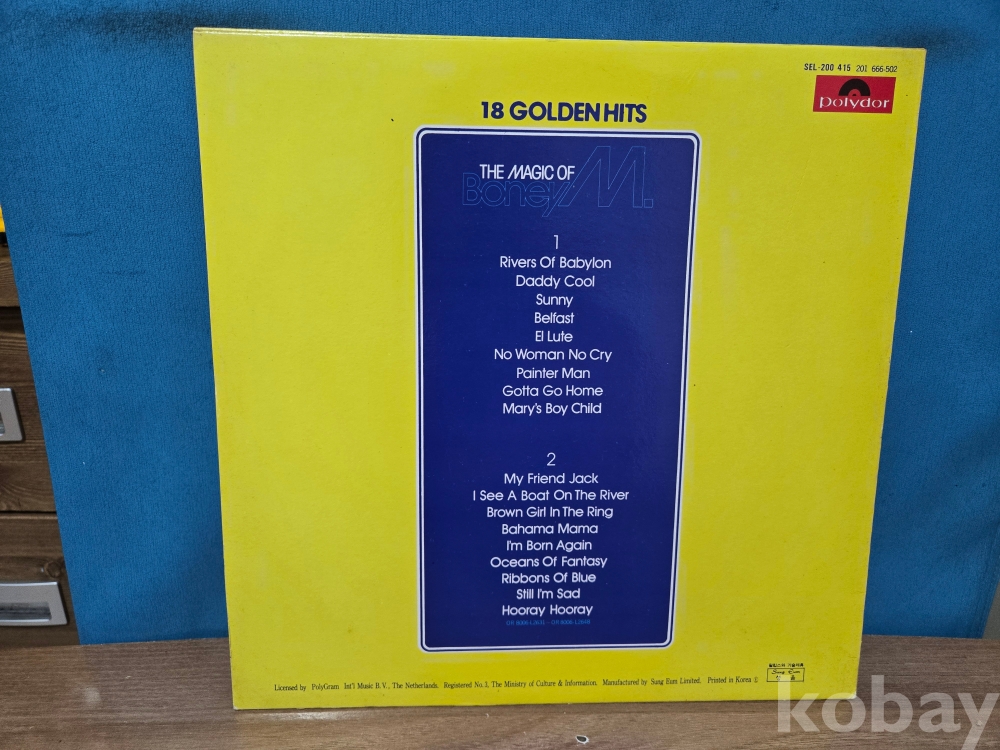 SEL-200 415 201 666-502
polydor
18 GOLDEN HITS
THE MAGIC OF
Boney M.
1
Rivers Of Babylon
Daddy Cool
Sunny
Belfast
El Lute
No Woman No Cry
Painter Man
Gotta Go Home
Mary's Boy Child
2
My Friend Jack
I See A Boat On The River
Brown Girl In The Ring
Bahama Mama
I'm Born Again
Oceans Of Fantasy
Ribbons Of Blue
Still I'm Sad
Hooray Hooray
Licensed by PolyGram Int'l Music B.V., The Netherlands. Registered No.1, The Ministry of Culture & Information. Manufactured by Sung Eum Limited. Printed in Korea
Sung Eum
kobay